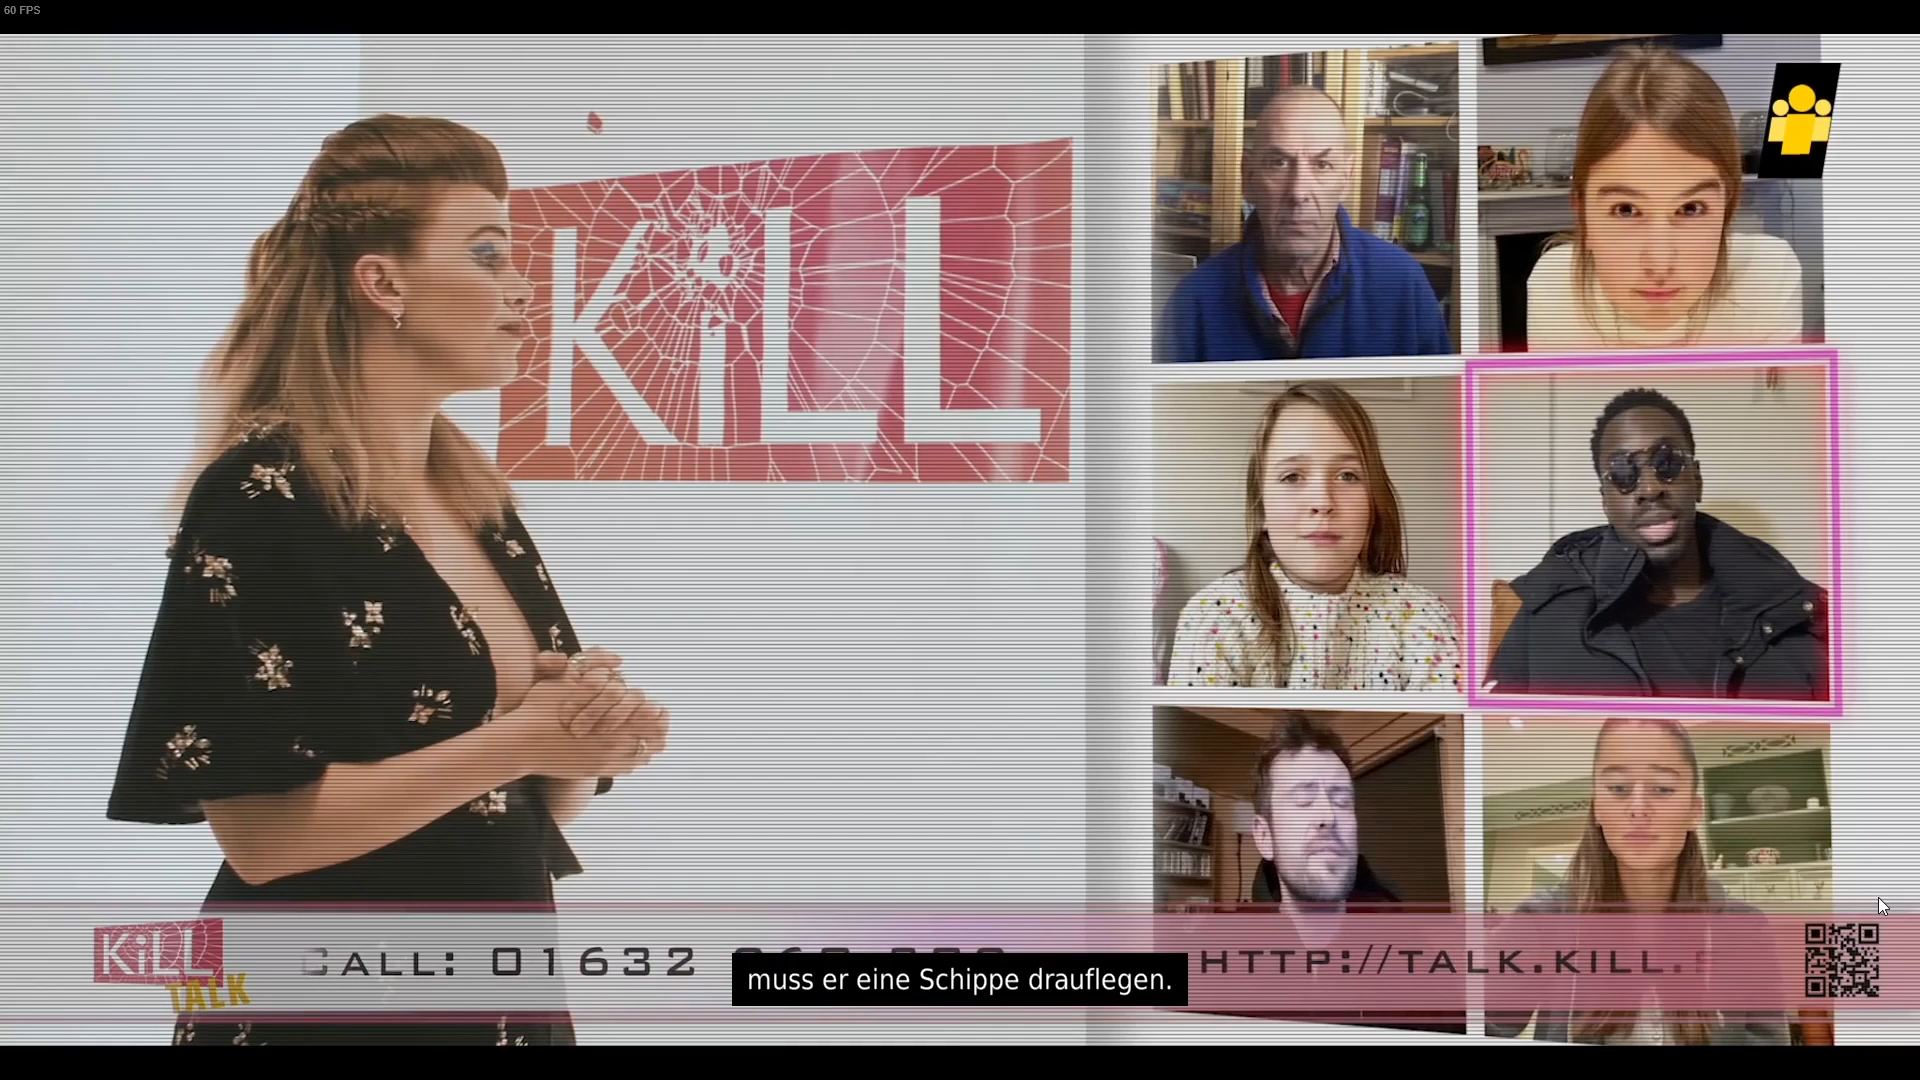 60 FPS
KiLL
KiLL
TALK
CALL: 01632
HTTP://TALK.KILL.
muss er eine Schippe drauflegen.